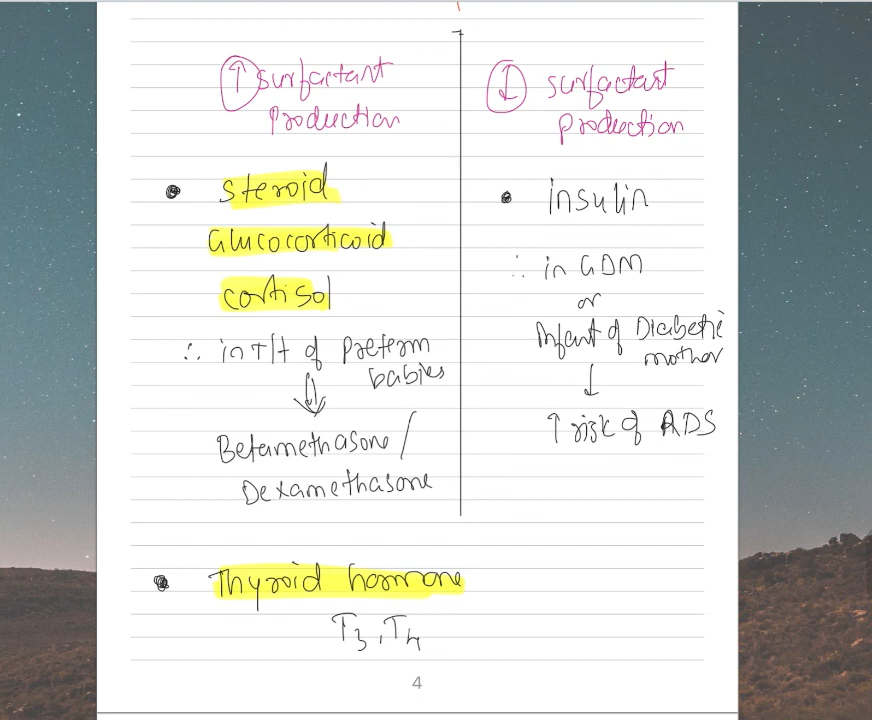 ↑ surfactant
production
• steroid
Glucocorticoid
cortisol
∴ in T/t of preterm
babies
⇓
Betamethasone /
Dexamethasone
↓ surfactant
production
• insulin
∴ in GDM
or
Infant of Diabetic
mother
↓
↑ risk of RDS
• Thyroid hormone
T3, T4
4